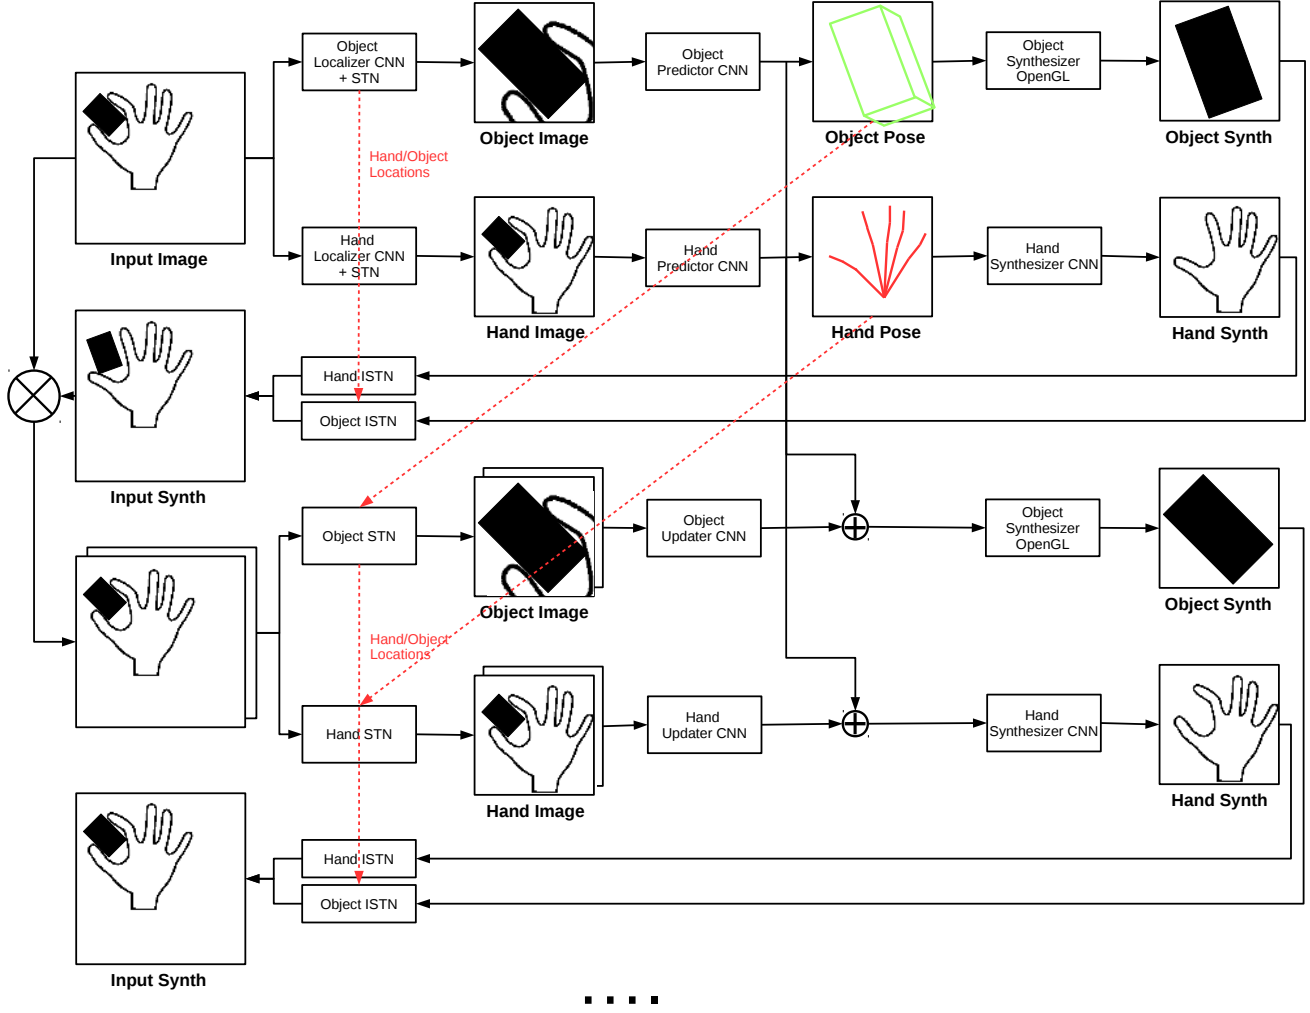 Object
Localizer CNN
+ STN
Object Image
Object
Predictor CNN
Object Pose
Object
Synthesizer
OpenGL
Object Synth
Hand/Object
Locations
Input Image
Hand
Localizer CNN
+ STN
Hand Image
Hand
Predictor CNN
Hand Pose
Hand
Synthesizer CNN
Hand Synth
Hand ISTN
Object ISTN
Input Synth
Object STN
Object Image
Object
Updater CNN
Object
Synthesizer
OpenGL
Object Synth
Hand/Object
Locations
Hand STN
Hand Image
Hand
Updater CNN
Hand
Synthesizer CNN
Hand Synth
Hand ISTN
Object ISTN
Input Synth
. . . .